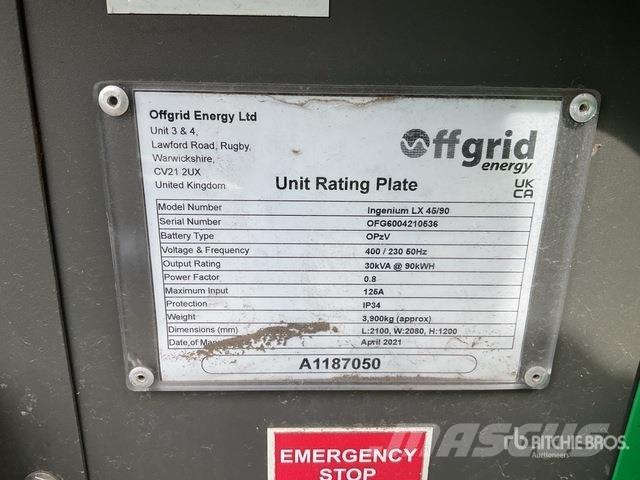 Offgrid Energy Ltd
Unit 3 & 4,
Lawford Road, Rugby,
Warwickshire,
CV21 2UX
United Kingdom
Offgrid
energy
Unit Rating Plate
UK
CA
Model Number Ingenium LX 45/90
Serial Number OFG6004210536
Battery Type OPzV
Voltage & Frequency 400 / 230 50Hz
Output Rating 30kVA @ 90kWH
Power Factor 0.8
Maximum Input 125A
Protection IP34
Weight 3,900kg (approx)
Dimensions (mm) L:2100, W:2080, H:1200
Date of April 2021
A1187050
EMERGENCY
STOP
MASCUS
RITCHIE BROS.
Auctioneers